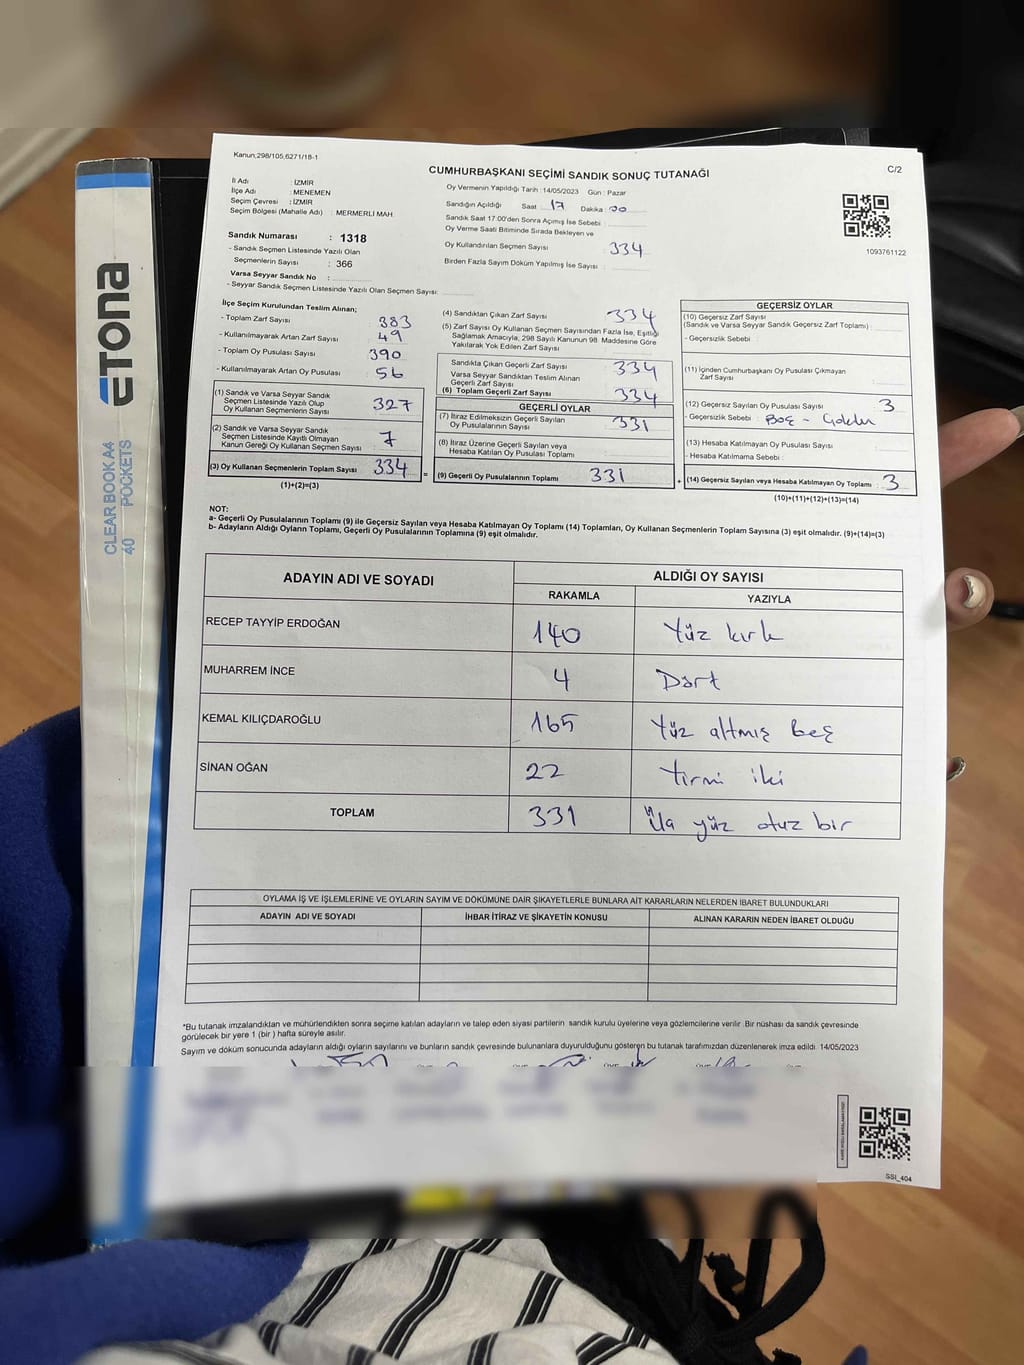 Kanun;298/105,6271/18-1
CUMHURBAŞKANI SEÇİMİ SANDIK SONUÇ TUTANAĞI
C/2
İl Adı : İZMİR
İlçe Adı : MENEMEN
Seçim Çevresi : İZMİR
Seçim Bölgesi (Mahalle Adı) : MERMERLİ MAH.
Sandık Numarası : 1318
- Sandık Seçmen Listesinde Yazılı Olan
Seçmenlerin Sayısı : 366
Varsa Seyyar Sandık No :
- Seyyar Sandık Seçmen Listesinde Yazılı Olan Seçmen Sayısı:
Oy Vermenin Yapıldığı Tarih : 14/05/2023 Gün : Pazar
Sandığın Açıldığı Saat 17 Dakika 00
Sandık Saat 17:00'den Sonra Açımış İse Sebebi :
Oy Verme Saati Bitiminde Sırada Bekleyen ve
Oy Kullandırılan Seçmen Sayısı 334
Birden Fazla Sayım Döküm Yapılmış İse Sayısı :
1093761122
İlçe Seçim Kurulundan Teslim Alınan;
- Toplam Zarf Sayısı : 383
- Kullanılmayarak Artan Zarf Sayısı : 49
- Toplam Oy Pusulası Sayısı : 390
- Kullanılmayarak Artan Oy Pusulası : 56
(1) Sandık ve Varsa Seyyar Sandık
Seçmen Listesinde Yazılı Olup
Oy Kullanan Seçmenlerin Sayısı 327
(2) Sandık ve Varsa Seyyar Sandık
Seçmen Listesinde Kayıtlı Olmayan
Kanun Gereği Oy Kullanan Seçmen Sayısı 7
(3) Oy Kullanan Seçmenlerin Toplam Sayısı 334
(1)+(2)=(3)
(4) Sandıktan Çıkan Zarf Sayısı 334
(5) Zarf Sayısı Oy Kullanan Seçmen Sayısından Fazla İse, Eşitliği
Sağlamak Amacıyla, 298 Sayılı Kanunun 98. Maddesine Göre
Yakılarak Yok Edilen Zarf Sayısı
Sandıkta Çıkan Geçerli Zarf Sayısı 334
Varsa Seyyar Sandıktan Teslim Alınan
Geçerli Zarf Sayısı
(6) Toplam Geçerli Zarf Sayısı 334
GEÇERLİ OYLAR
(7) İtiraz Edilmeksizin Geçerli Sayılan
Oy Pusulasının Sayısı 331
(8) İtiraz Üzerine Geçerli Sayılan veya
Hesaba Katılan Oy Pusulası Toplamı
= (9) Geçerli Oy Pusulalarının Toplamı 331
GEÇERSİZ OYLAR
(10) Geçersiz Zarf Sayısı
(Sandık ve Varsa Seyyar Sandık Geçersiz Zarf Toplamı) :
- Geçersizlik Sebebi :
(11) İçinden Cumhurbaşkanı Oy Pusulası Çıkmayan
Zarf Sayısı :
(12) Geçersiz Sayılan Oy Pusulası Sayısı : 3
- Geçersizlik Sebebi : Boş -
(13) Hesaba Katılmayan Oy Pusulası Sayısı :
- Hesaba Katılmama Sebebi :
+ (14) Geçersiz Sayılan veya Hesaba Katılmayan Oy Toplamı : 3
(10)+(11)+(12)+(13)=(14)
NOT:
a- Geçerli Oy Pusulalarının Toplamı (9) ile Geçersiz Sayılan veya Hesaba Katılmayan Oy Toplamı (14) Toplamları, Oy Kullanan Seçmenlerin Toplam Sayısına (3) eşit olmalıdır. (9)+(14)=(3)
b- Adayların Aldığı Oyların Toplamı, Geçerli Oy Pusulalarının Toplamına (9) eşit olmalıdır.
ADAYIN ADI VE SOYADI
ALDIĞI OY SAYISI
RAKAMLA YAZIYLA
RECEP TAYYİP ERDOĞAN 140 Yüz kırk
MUHARREM İNCE 4 Dört
KEMAL KILIÇDAROĞLU 165 Yüz altmış beş
SİNAN OĞAN 22 Yirmi iki
TOPLAM 331 Üç yüz otuz bir
OYLAMA İŞ VE İŞLEMLERİNE VE OYLARIN SAYIM VE DÖKÜMÜNE DAİR ŞİKAYETLERLE BUNLARA AİT KARARLARIN NELERDEN İBARET BULUNDUKLARI
ADAYIN ADI VE SOYADI İHBAR İTİRAZ VE ŞİKAYETİN KONUSU ALINAN KARARIN NEDEN İBARET OLDUĞU
*Bu tutanak imzalandıktan ve mühürlendikten sonra seçime katılan adayların ve talep eden siyasi partilerin sandık kurulu üyelerine veya gözlemcilerine verilir. Bir nüshası da sandık çevresinde
görülecek bir yere 1 (bir) hafta süreyle asılır.
Sayım ve döküm sonucunda adayların aldığı oyların sayılarını ve bunların sandık çevresinde bulunanlara duyurulduğunu gösteren bu tutanak tarafımızdan düzenlenerek imza edildi. 14/05/2023
SSI_404
ETONA
CLEAR BOOK A4
40 POCKETS